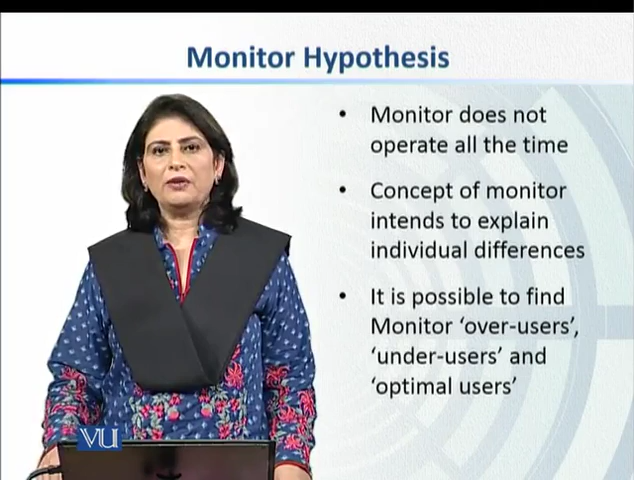 Monitor Hypothesis
• Monitor does not
operate all the time
• Concept of monitor
intends to explain
individual differences
• It is possible to find
Monitor ‘over-users’,
‘under-users’ and
‘optimal users’
VU